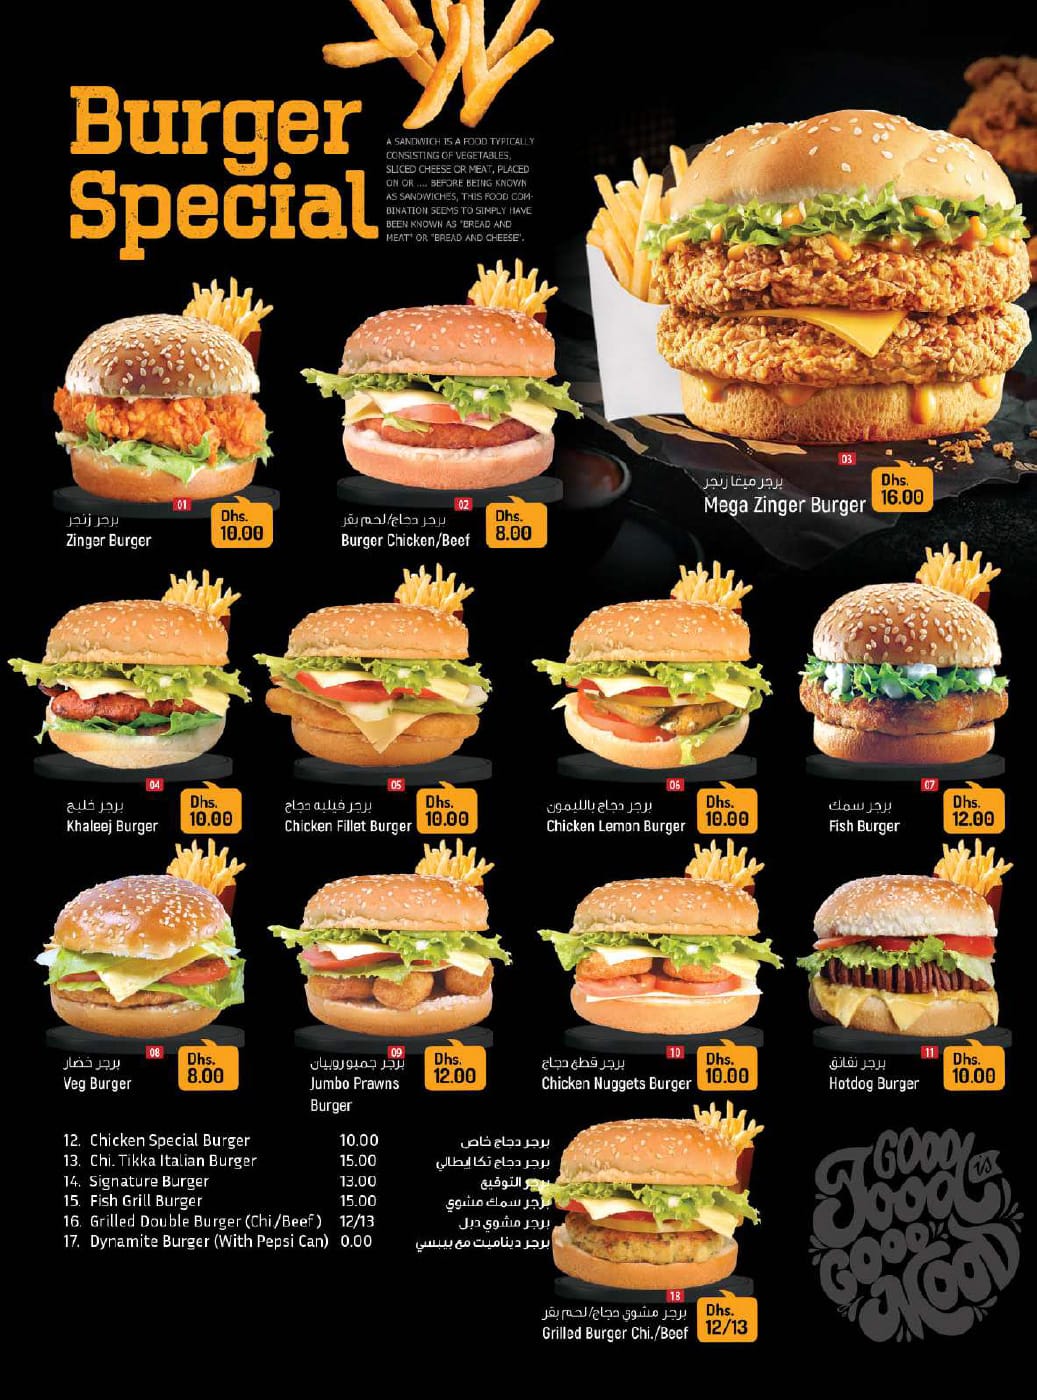 Burger
Special
A SANDWICH IS A FOOD TYPICALLY
CONSISTING OF VEGETABLES,
SLICED CHEESE OR MEAT, PLACED
ON OR .... BEFORE BEING KNOWN
AS SANDWICHES, THIS FOOD COM-
BINATION SEEMS TO SIMPLY HAVE
BEEN KNOWN AS "BREAD AND
MEAT" OR "BREAD AND CHEESE".
01
برجر زنجر
Zinger Burger
Dhs.
10.00
02
برجر دجاج/لحم بقر
Burger Chicken/Beef
Dhs.
8.00
03
برجر ميغا زنجر
Mega Zinger Burger
Dhs.
16.00
04
برجر خليج
Khaleej Burger
Dhs.
10.00
05
برجر فيليه دجاج
Chicken Fillet Burger
Dhs.
10.00
06
برجر دجاج بالليمون
Chicken Lemon Burger
Dhs.
10.00
07
برجر سمك
Fish Burger
Dhs.
12.00
08
برجر خضار
Veg Burger
Dhs.
8.00
09
برجر جمبو روبيان
Jumbo Prawns
Burger
Dhs.
12.00
10
برجر قطع دجاج
Chicken Nuggets Burger
Dhs.
10.00
11
برجر نقانق
Hotdog Burger
Dhs.
10.00
12. Chicken Special Burger 10.00 برجر دجاج خاص
13. Chi. Tikka Italian Burger 15.00 برجر دجاج تكا إيطالي
14. Signature Burger 13.00 برجر التوقيع
15. Fish Grill Burger 15.00 برجر سمك مشوي
16. Grilled Double Burger (Chi./Beef) 12/13 برجر مشوي دبل
17. Dynamite Burger (With Pepsi Can) 0.00 برجر ديناميت مع بيبسي
18
برجر مشوي دجاج/لحم بقر
Grilled Burger Chi./Beef
Dhs.
12/13
GOOD
is
Food
GOOD
MOOD